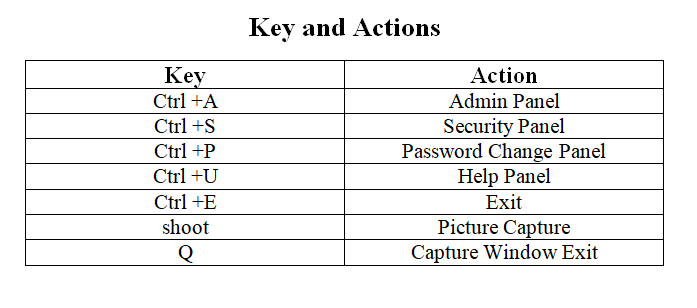 Key and Actions
Key Action
Ctrl +A Admin Panel
Ctrl +S Security Panel
Ctrl +P Password Change Panel
Ctrl +U Help Panel
Ctrl +E Exit
shoot Picture Capture
Q Capture Window Exit